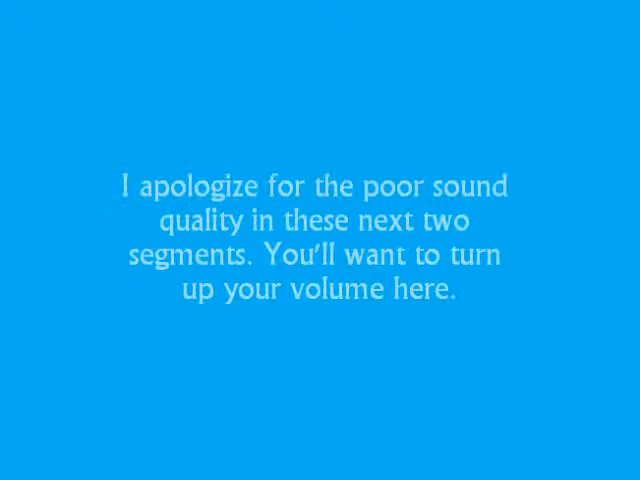 I apologize for the poor sound
quality in these next two
segments. You'll want to turn
up your volume here.